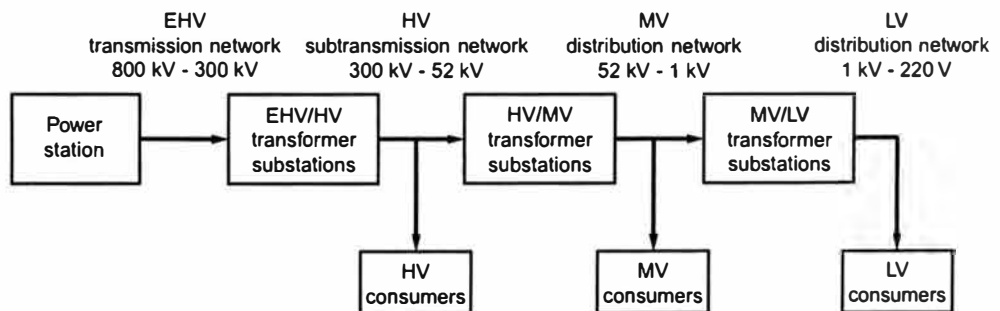 EHV
transmission network
800 kV - 300 kV
HV
subtransmission network
300 kV - 52 kV
MV
distribution network
52 kV - 1 kV
LV
distribution network
1 kV - 220 V
Power
station
EHV/HV
transformer
substations
HV/MV
transformer
substations
MV/LV
transformer
substations
HV
consumers
MV
consumers
LV
consumers